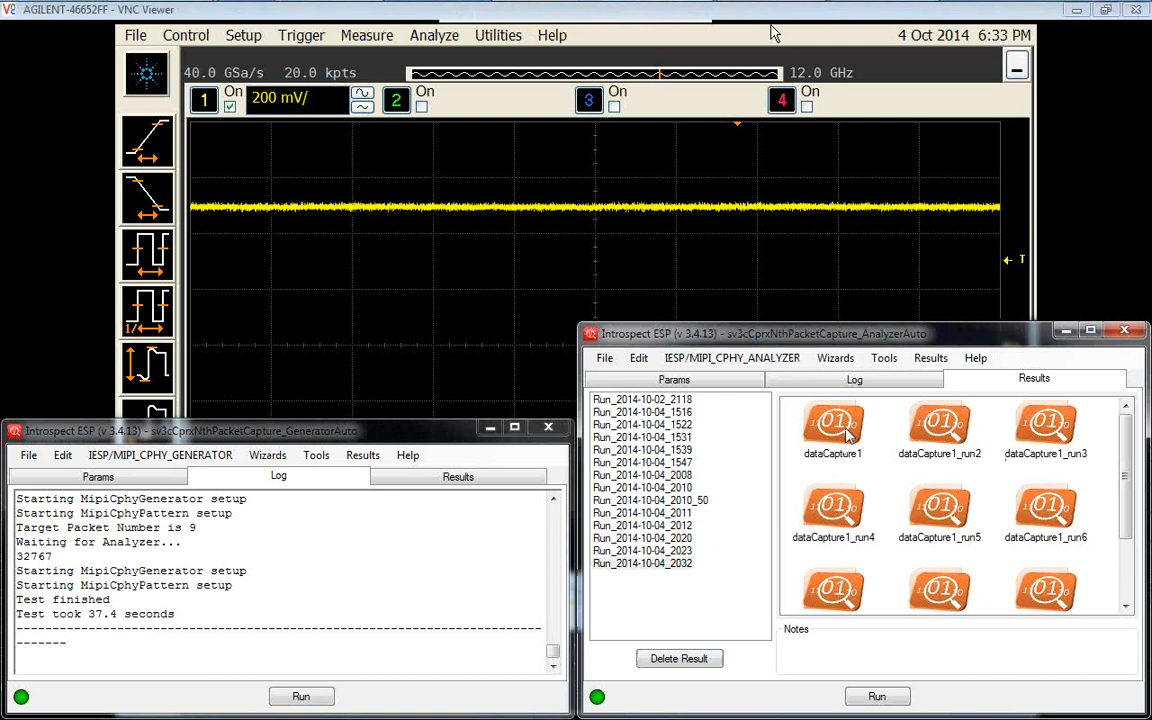 AGILENT-46652FF - VNC Viewer
File Control Setup Trigger Measure Analyze Utilities Help 4 Oct 2014 6:33 PM
40.0 GSa/s 20.0 kpts 12.0 GHz
1 On 200 mV/ 2 On 3 On 4 On
T
1/
Introspect ESP (v 3.4.13) - sv3cCprxNthPacketCapture_AnalyzerAuto
File Edit IESP/MIPI_CPHY_ANALYZER Wizards Tools Results Help
Params Log Results
Run_2014-10-02_2118
Run_2014-10-04_1516
Run_2014-10-04_1522
Run_2014-10-04_1531
Run_2014-10-04_1539
Run_2014-10-04_1547
Run_2014-10-04_2008
Run_2014-10-04_2010
Run_2014-10-04_2010_50
Run_2014-10-04_2011
Run_2014-10-04_2012
Run_2014-10-04_2020
Run_2014-10-04_2023
Run_2014-10-04_2032
dataCapture1 dataCapture1_run2 dataCapture1_run3
dataCapture1_run4 dataCapture1_run5 dataCapture1_run6
Notes
Delete Result
Run
Introspect ESP (v 3.4.13) - sv3cCprxNthPacketCapture_GeneratorAuto
File Edit IESP/MIPI_CPHY_GENERATOR Wizards Tools Results Help
Params Log Results
Starting MipiCphyGenerator setup
Starting MipiCphyPattern setup
Target Packet Number is 9
Waiting for Analyzer...
32767
Starting MipiCphyGenerator setup
Starting MipiCphyPattern setup
Test finished
Test took 37.4 seconds
Run